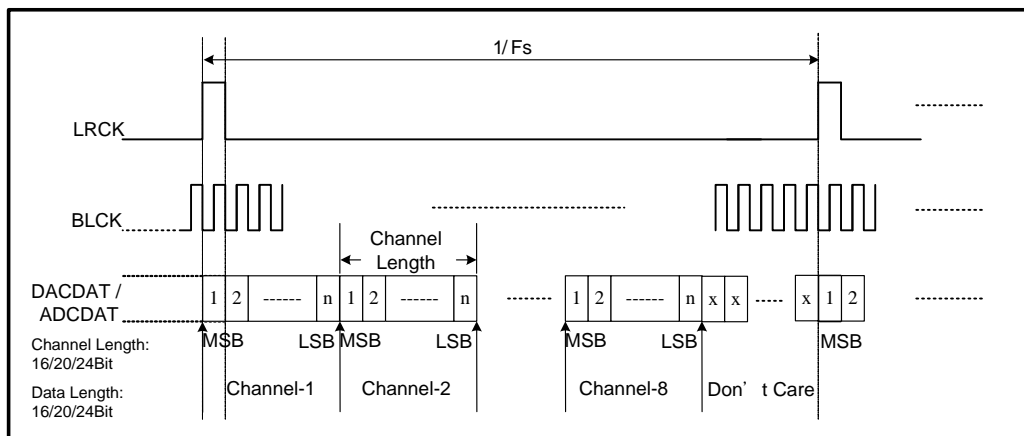 1/ Fs
LRCK
BLCK
Channel
Length
DACDAT /
ADCDAT
1 2 ------ n 1 2 ------ n 1 2 ------ n x x x 1 2
MSB LSB MSB LSB MSB LSB MSB
Channel Length:
16/20/24Bit
Channel-1 Channel-2 Channel-8 Don' t Care
Data Length:
16/20/24Bit